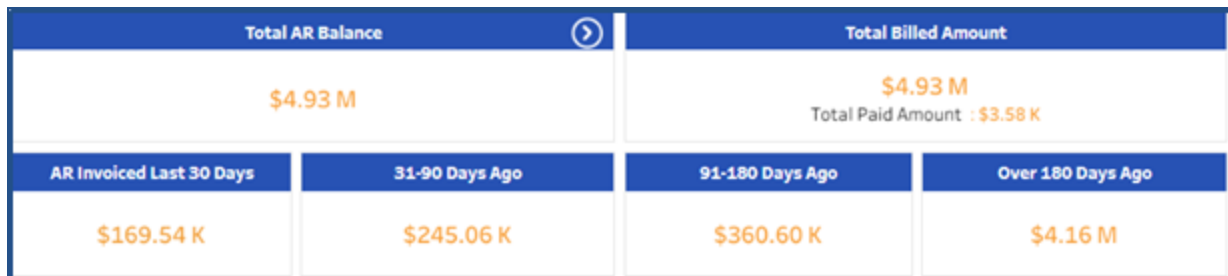 Total AR Balance
Total Billed Amount
$4.93 M
$4.93 M
Total Paid Amount : $3.58 K
AR Invoiced Last 30 Days
31-90 Days Ago
91-180 Days Ago
Over 180 Days Ago
$169.54 K
$245.06 K
$360.60 K
$4.16 M